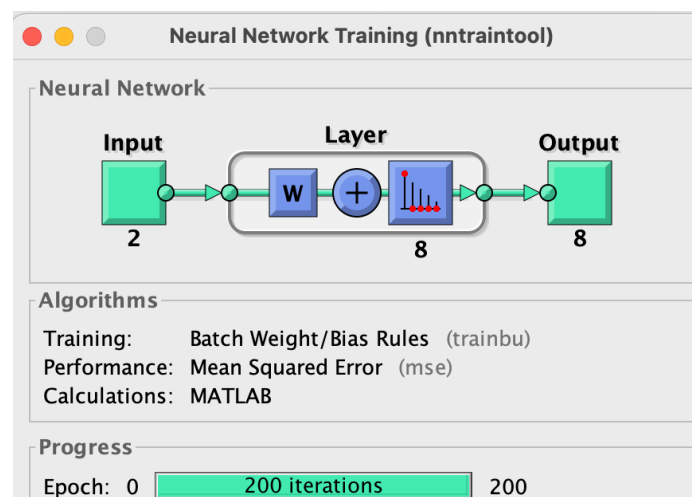 Neural Network Training (nntraintool)
Neural Network
Input Layer Output
W +
2 8 8
Algorithms
Training: Batch Weight/Bias Rules (trainbu)
Performance: Mean Squared Error (mse)
Calculations: MATLAB
Progress
Epoch: 0 200 iterations 200